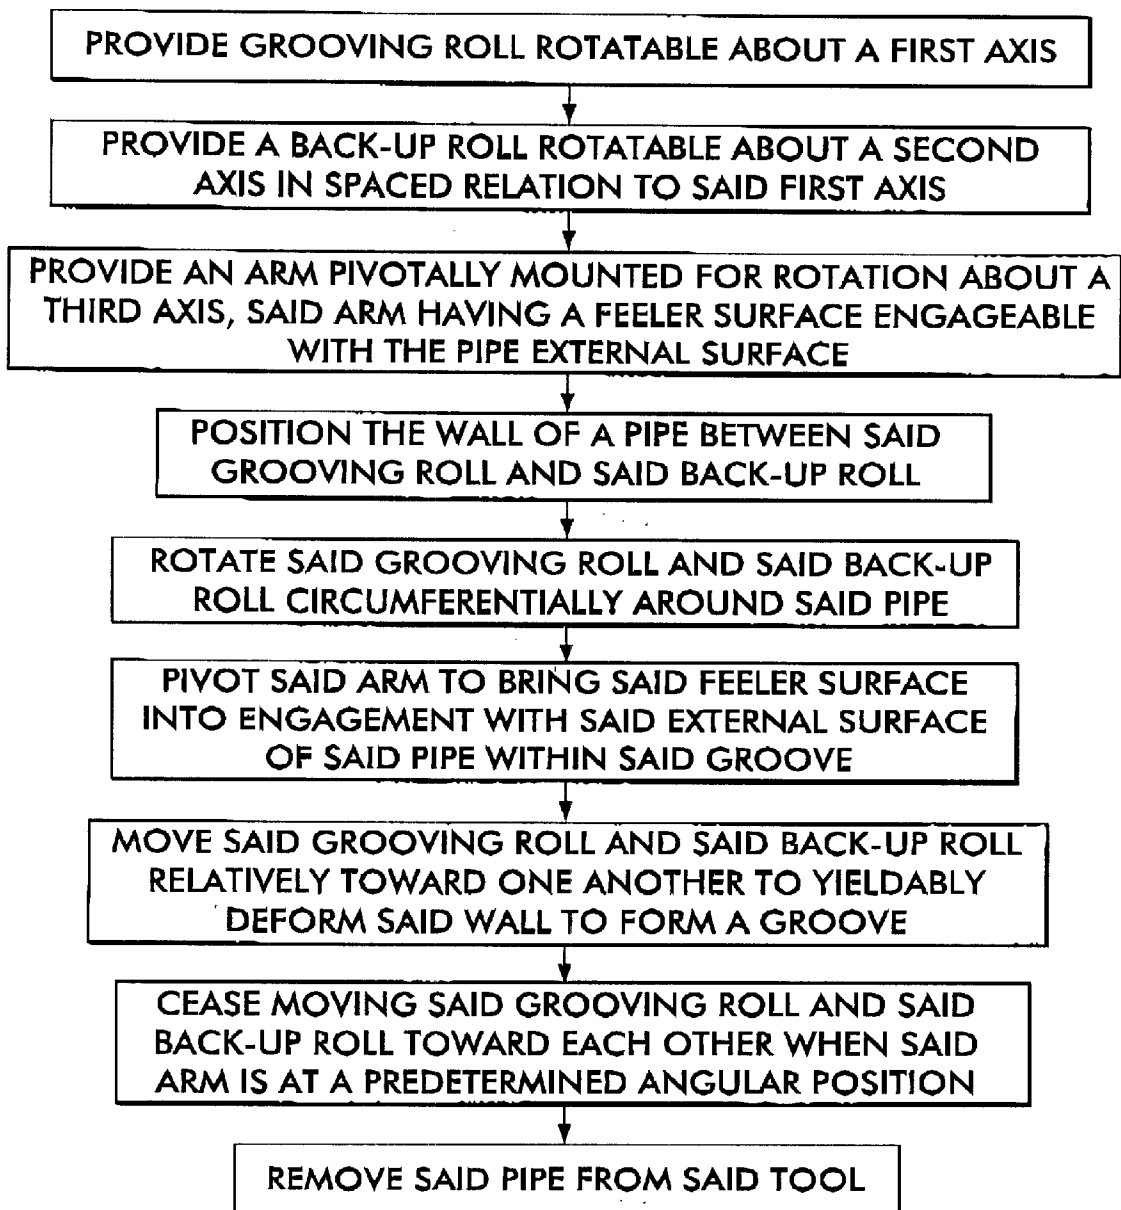 PROVIDE GROOVING ROLL ROTATABLE ABOUT A FIRST AXIS
PROVIDE A BACK-UP ROLL ROTATABLE ABOUT A SECOND
AXIS IN SPACED RELATION TO SAID FIRST AXIS
PROVIDE AN ARM PIVOTALLY MOUNTED FOR ROTATION ABOUT A
THIRD AXIS, SAID ARM HAVING A FEELER SURFACE ENGAGEABLE
WITH THE PIPE EXTERNAL SURFACE
POSITION THE WALL OF A PIPE BETWEEN SAID
GROOVING ROLL AND SAID BACK-UP ROLL
ROTATE SAID GROOVING ROLL AND SAID BACK-UP
ROLL CIRCUMFERENTIALLY AROUND SAID PIPE
PIVOT SAID ARM TO BRING SAID FEELER SURFACE
INTO ENGAGEMENT WITH SAID EXTERNAL SURFACE
OF SAID PIPE WITHIN SAID GROOVE
MOVE SAID GROOVING ROLL AND SAID BACK-UP ROLL
RELATIVELY TOWARD ONE ANOTHER TO YIELDABLY
DEFORM SAID WALL TO FORM A GROOVE
CEASE MOVING SAID GROOVING ROLL AND SAID
BACK-UP ROLL TOWARD EACH OTHER WHEN SAID
ARM IS AT A PREDETERMINED ANGULAR POSITION
REMOVE SAID PIPE FROM SAID TOOL